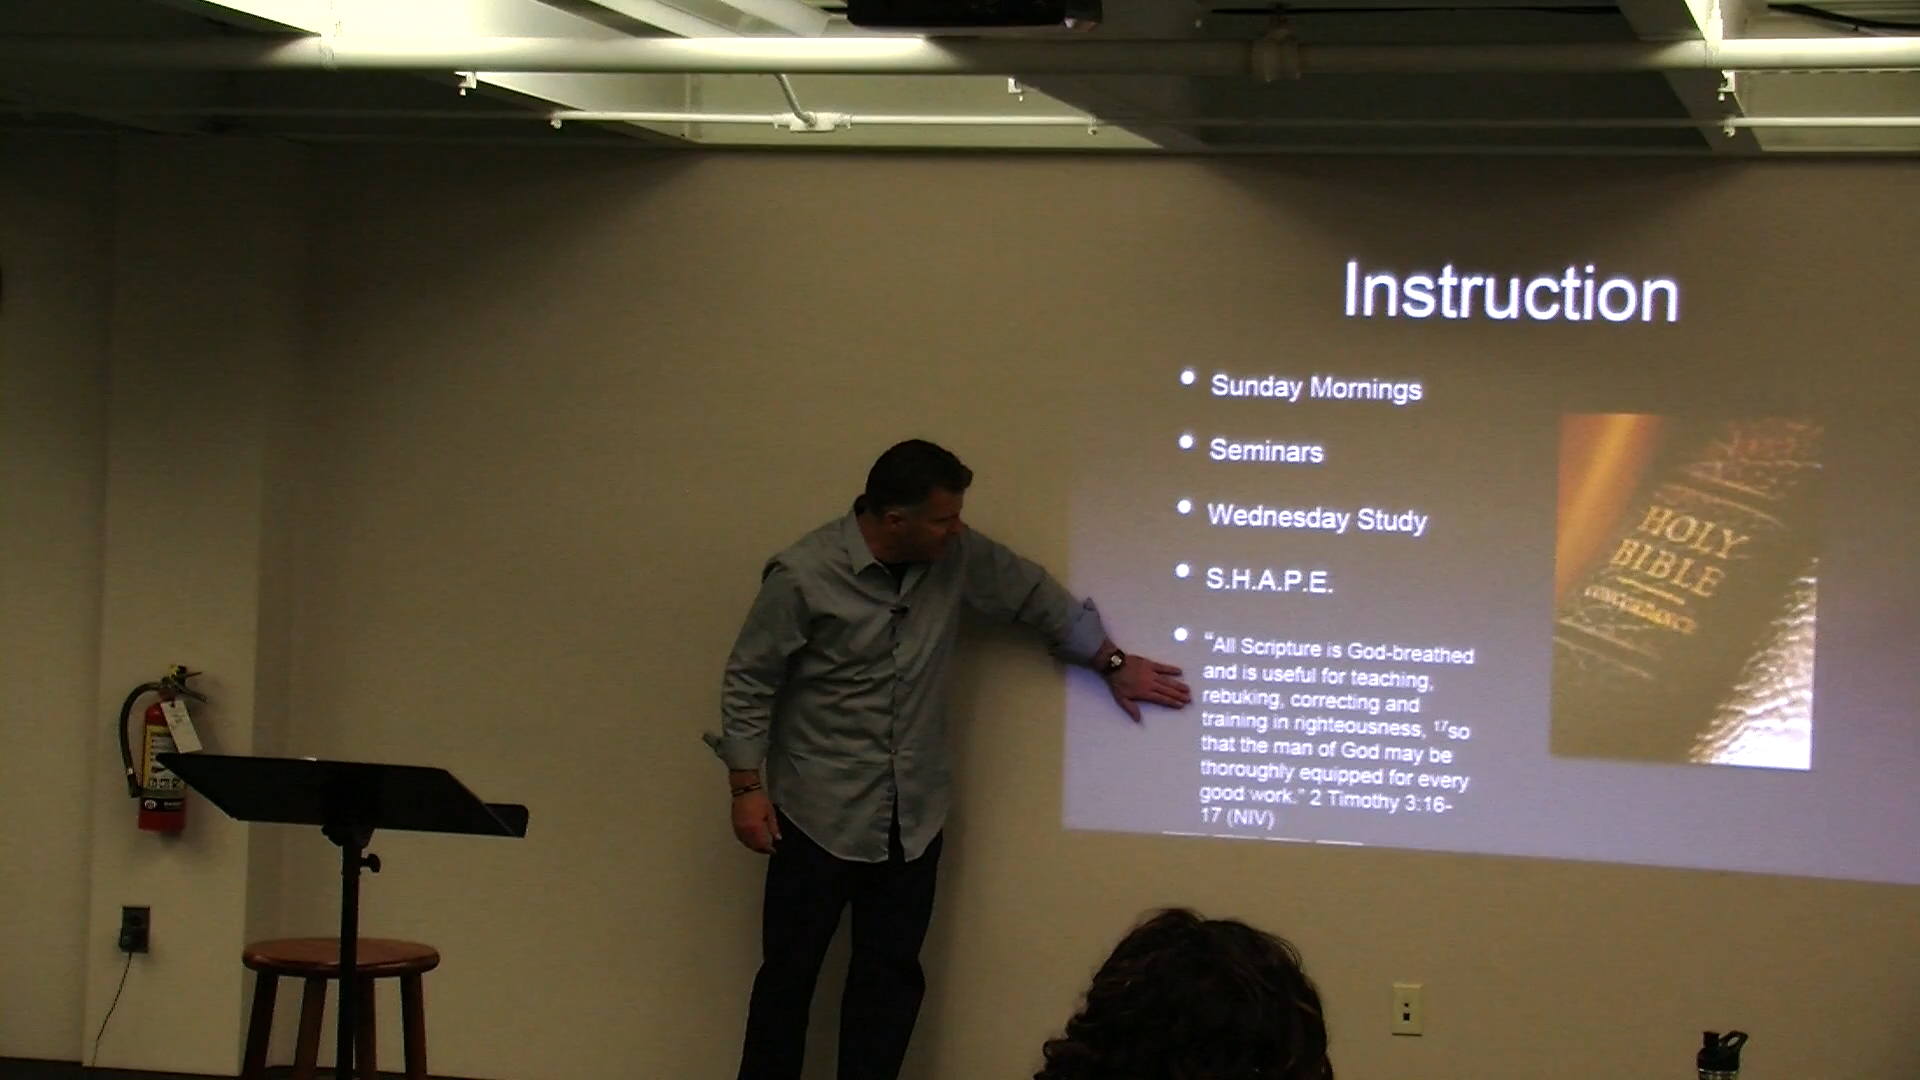 Instruction
• Sunday Mornings
• Seminars
• Wednesday Study
• S.H.A.P.E.
• “All Scripture is God-breathed
and is useful for teaching,
rebuking, correcting and
training in righteousness, ¹⁷so
that the man of God may be
thoroughly equipped for every
good work.” 2 Timothy 3:16-
17 (NIV)
HOLY
BIBLE
CONCORDANCE